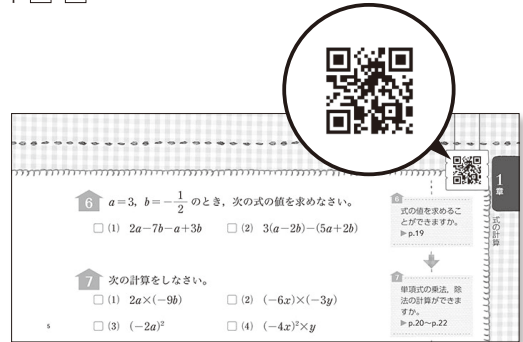 1章
式の計算
6 a=3, b=-1/2 のとき，次の式の値を求めなさい。
□ (1) 2a-7b-a+3b □ (2) 3(a-2b)-(5a+2b)
6
式の値を求めるこ
とができますか。
▶ p.19
7 次の計算をしなさい。
□ (1) 2a×(-9b) □ (2) (-6x)×(-3y)
□ (3) (-2a)² □ (4) (-4x)²×y
7
単項式の乗法，除
法の計算ができま
すか。
▶ p.20~p.22